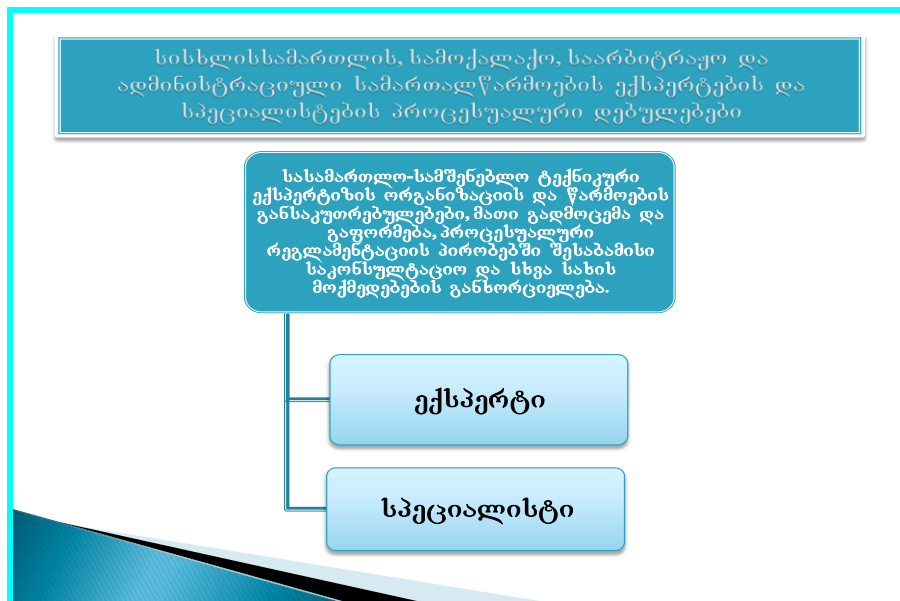 სისხლისსამართლის, სამოქალაქო, საარბიტრაჟო და
ადმინისტრაციული სამართალწარმოების ექსპერტების და
სპეციალისტების პროცესუალური დებულებები
სასამართლო-სამშენებლო ტექნიკური
ექსპერტიზის ორგანიზაციის და წარმოების
განსაკუთრებულებები, მათი გადმოცემა და
გაფორმება, პროცესუალური
რეგლამენტაციის პირობებში შესაბამისი
საკონსულტაციო და სხვა სახის
მოქმედებების განხორციელება.
ექსპერტი
სპეციალისტი